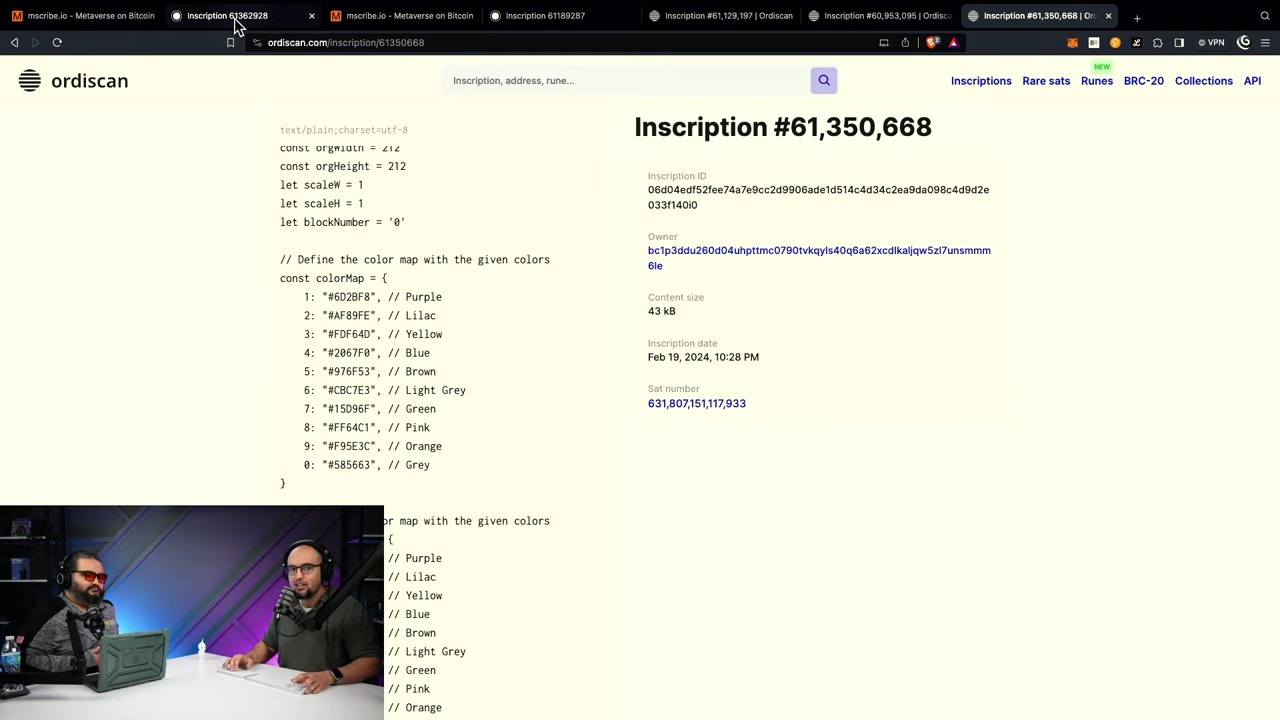 mscribe.io - Metaverse on Bitcoin
Inscription 61362928
mscribe.io - Metaverse on Bitcoin
Inscription 61189287
Inscription #61,129,197 | Ordiscan
Inscription #60,953,095 | Ordisca
Inscription #61,350,668 | Or
ordiscan.com/inscription/61350668
VPN
ordiscan
Inscription, address, rune...
NEW
Inscriptions Rare sats Runes BRC-20 Collections API
text/plain;charset=utf-8
const orgWidth = 212
const orgHeight = 212
let scaleW = 1
let scaleH = 1
let blockNumber = '0'
// Define the color map with the given colors
const colorMap = {
1: "#6D2BF8", // Purple
2: "#AF89FE", // Lilac
3: "#FDF64D", // Yellow
4: "#2067F0", // Blue
5: "#976F53", // Brown
6: "#CBC7E3", // Light Grey
7: "#15D96F", // Green
8: "#FF64C1", // Pink
9: "#F95E3C", // Orange
0: "#585663", // Grey
}
or map with the given colors
{
// Purple
// Lilac
// Yellow
// Blue
// Brown
// Light Grey
// Green
// Pink
// Orange
Inscription #61,350,668
Inscription ID
06d04edf52fee74a7e9cc2d9906ade1d514c4d34c2ea9da098c4d9d2e
033f140i0
Owner
bc1p3ddu260d04uhpttmc0790tvkqyls40q6a62xcdlkaljqw5zl7unsmmm
6le
Content size
43 kB
Inscription date
Feb 19, 2024, 10:28 PM
Sat number
631,807,151,117,933